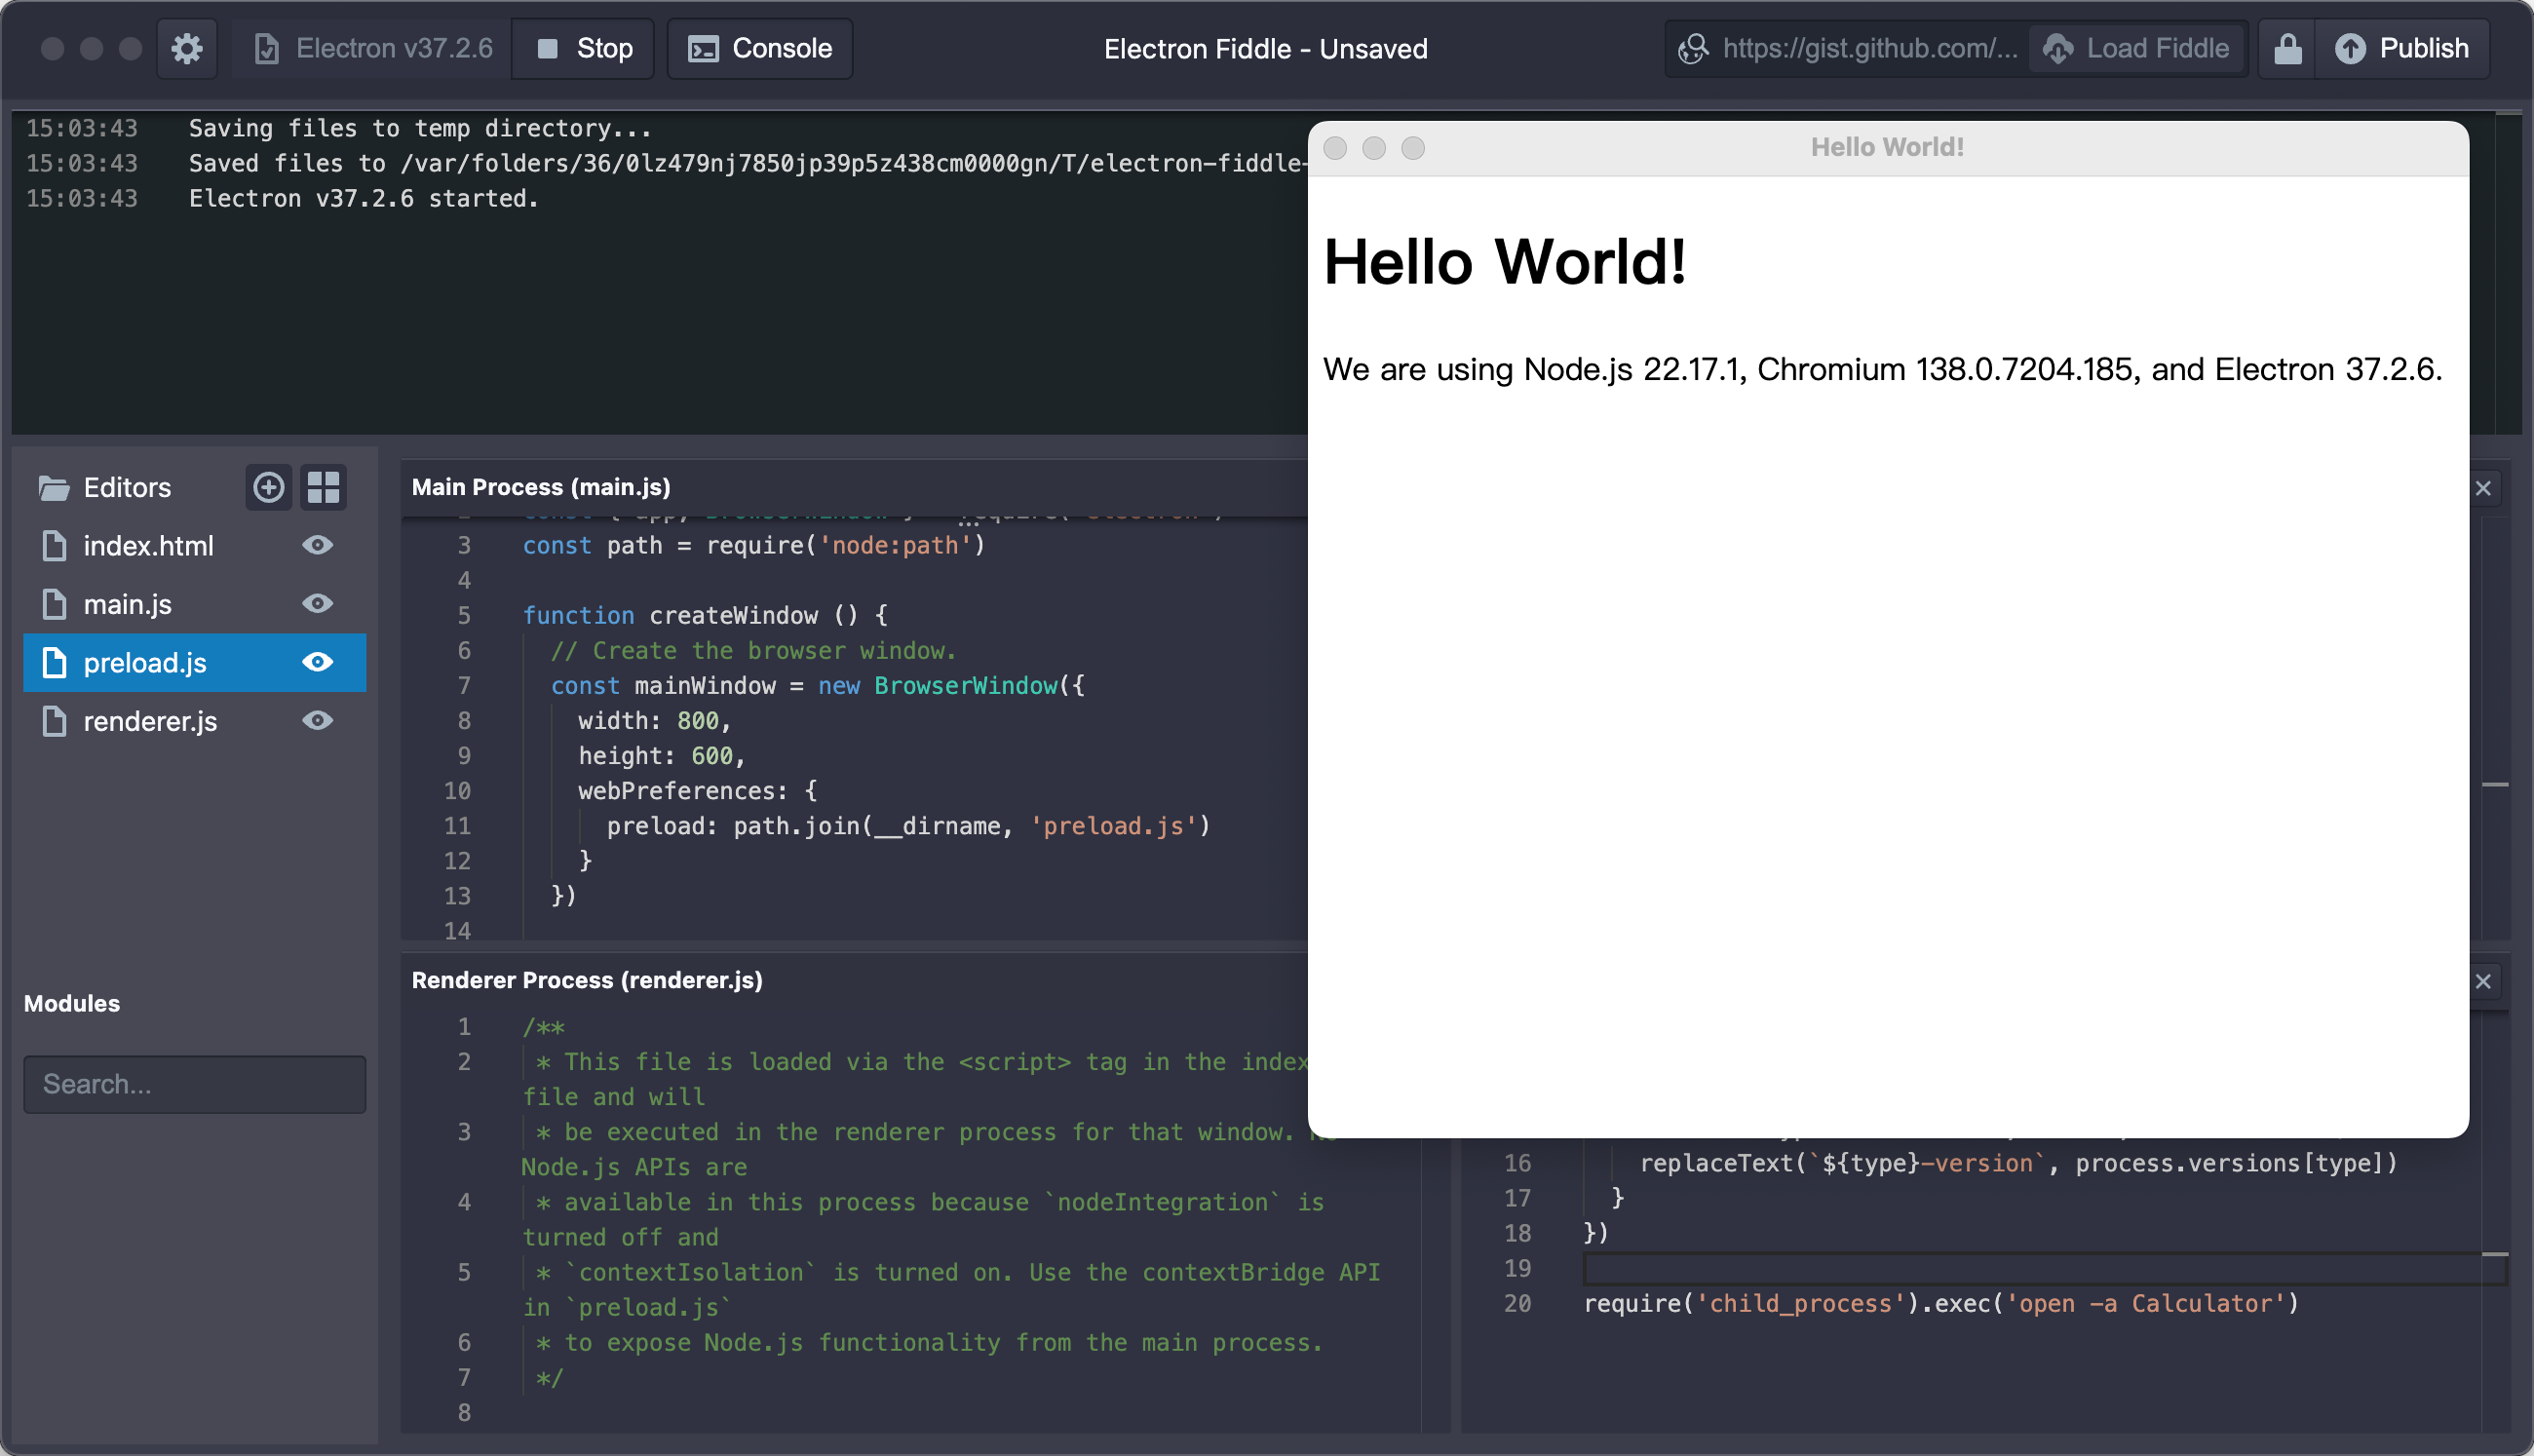 Electron v37.2.6
Stop
Console
Electron Fiddle - Unsaved
https://gist.github.com/...
Load Fiddle
Publish
15:03:43 Saving files to temp directory...
15:03:43 Saved files to /var/folders/36/0lz479nj7850jp39p5z438cm0000gn/T/electron-fiddle-
15:03:43 Electron v37.2.6 started.
Hello World!
Hello World!
We are using Node.js 22.17.1, Chromium 138.0.7204.185, and Electron 37.2.6.
Editors
index.html
main.js
preload.js
renderer.js
Modules
Search...
Main Process (main.js)
3 const path = require('node:path')
4
5 function createWindow () {
6 // Create the browser window.
7 const mainWindow = new BrowserWindow({
8 width: 800,
9 height: 600,
10 webPreferences: {
11 preload: path.join(__dirname, 'preload.js')
12 }
13 })
14
Renderer Process (renderer.js)
1 /**
2 * This file is loaded via the <script> tag in the index
file and will
3 * be executed in the renderer process for that window.
Node.js APIs are
4 * available in this process because `nodeIntegration` is
turned off and
5 * `contextIsolation` is turned on. Use the contextBridge API
in `preload.js`
6 * to expose Node.js functionality from the main process.
7 */
8
16 replaceText(`${type}-version`, process.versions[type])
17 }
18 })
19
20 require('child_process').exec('open -a Calculator')